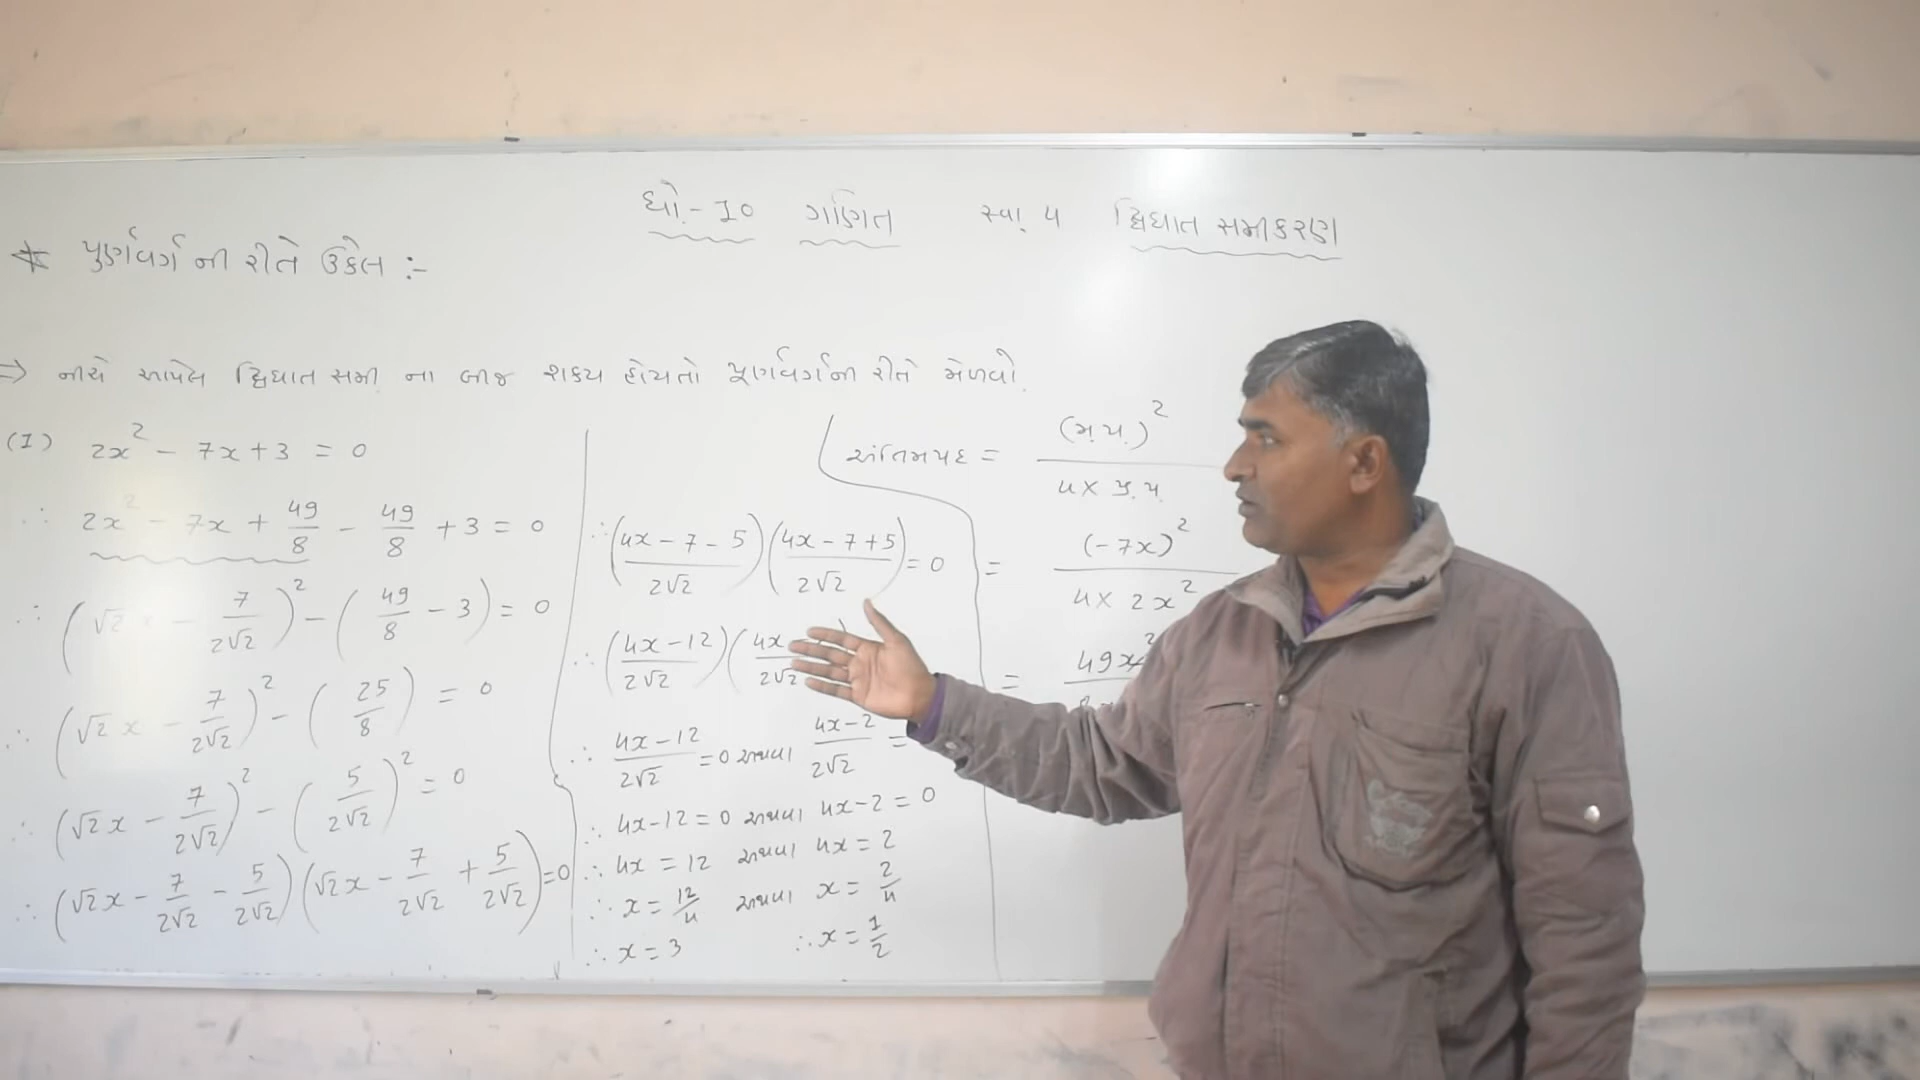 ધો.-10 ગણિત સ્વા. 4 દ્વિઘાત સમીકરણ
* પુર્ણવર્ગ ની રીતે ઉકેલ :-
⇒ નીચે આપેલ દ્વિઘાત સમી. ના બીજ શક્ય હોયતો પૂર્ણવર્ગની રીતે મેળવો.
(I) 2x² - 7x + 3 = 0
∴ 2x² - 7x + 49/8 - 49/8 + 3 = 0
∴ (√2 x - 7/2√2)² - (49/8 - 3) = 0
∴ (√2 x - 7/2√2)² - (25/8) = 0
∴ (√2 x - 7/2√2)² - (5/2√2)² = 0
∴ (√2 x - 7/2√2 - 5/2√2)(√2 x - 7/2√2 + 5/2√2) = 0
∴ (4x - 7 - 5/2√2)(4x - 7 + 5/2√2) = 0
∴ (4x - 12/2√2)(4x /2√2
∴ 4x - 12/2√2 = 0 અથવા 4x - 2/2√2 =
∴ 4x - 12 = 0 અથવા 4x - 2 = 0
∴ 4x = 12 અથવા 4x = 2
∴ x = 12/4 અથવા x = 2/4
∴ x = 3 ∴ x = 1/2
અંતિમપદ = (મ.પ.)²/4 × પ્ર.પ.
= (-7x)²/4 × 2x²
= 49x²